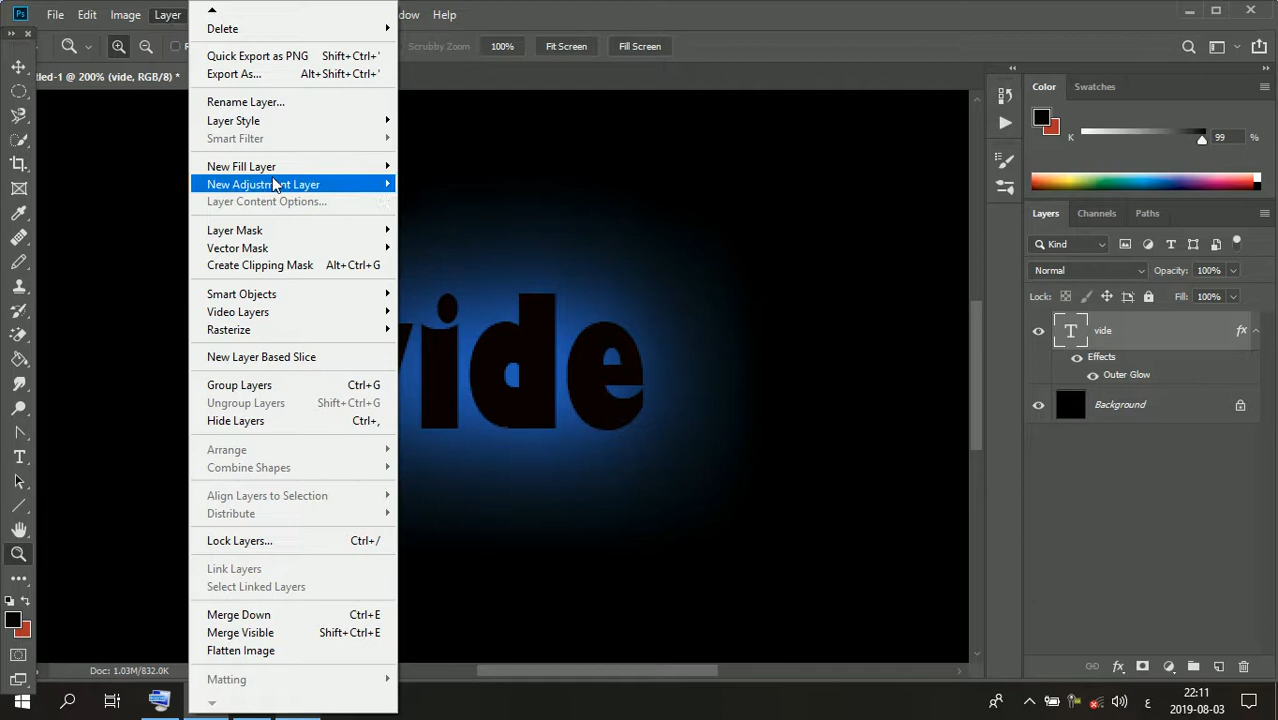 Ps File Edit Image Layer dow Help
Scrubby Zoom 100% Fit Screen Fill Screen
tled-1 @ 200% (vide, RGB/8) *
Delete
Quick Export as PNG Shift+Ctrl+'
Export As... Alt+Shift+Ctrl+'
Rename Layer...
Layer Style
Smart Filter
New Fill Layer
New Adjustment Layer
Layer Content Options...
Layer Mask
Vector Mask
Create Clipping Mask Alt+Ctrl+G
Smart Objects
Video Layers
Rasterize
New Layer Based Slice
Group Layers Ctrl+G
Ungroup Layers Shift+Ctrl+G
Hide Layers Ctrl+,
Arrange
Combine Shapes
Align Layers to Selection
Distribute
Lock Layers... Ctrl+/
Link Layers
Select Linked Layers
Merge Down Ctrl+E
Merge Visible Shift+Ctrl+E
Flatten Image
Matting
vide
Color Swatches
K 99 %
Layers Channels Paths
Kind
Normal Opacity: 100%
Lock: Fill: 100%
T vide fx
Effects
Outer Glow
Background
Doc: 1.03M/832.0K
ع 22:11
2019-08-03